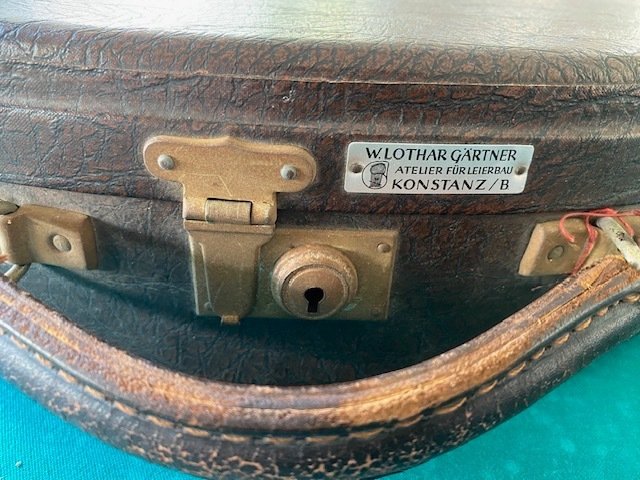 W. LOTHAR GÄRTNER
ATELIER FÜR LEIERBAU
KONSTANZ/B